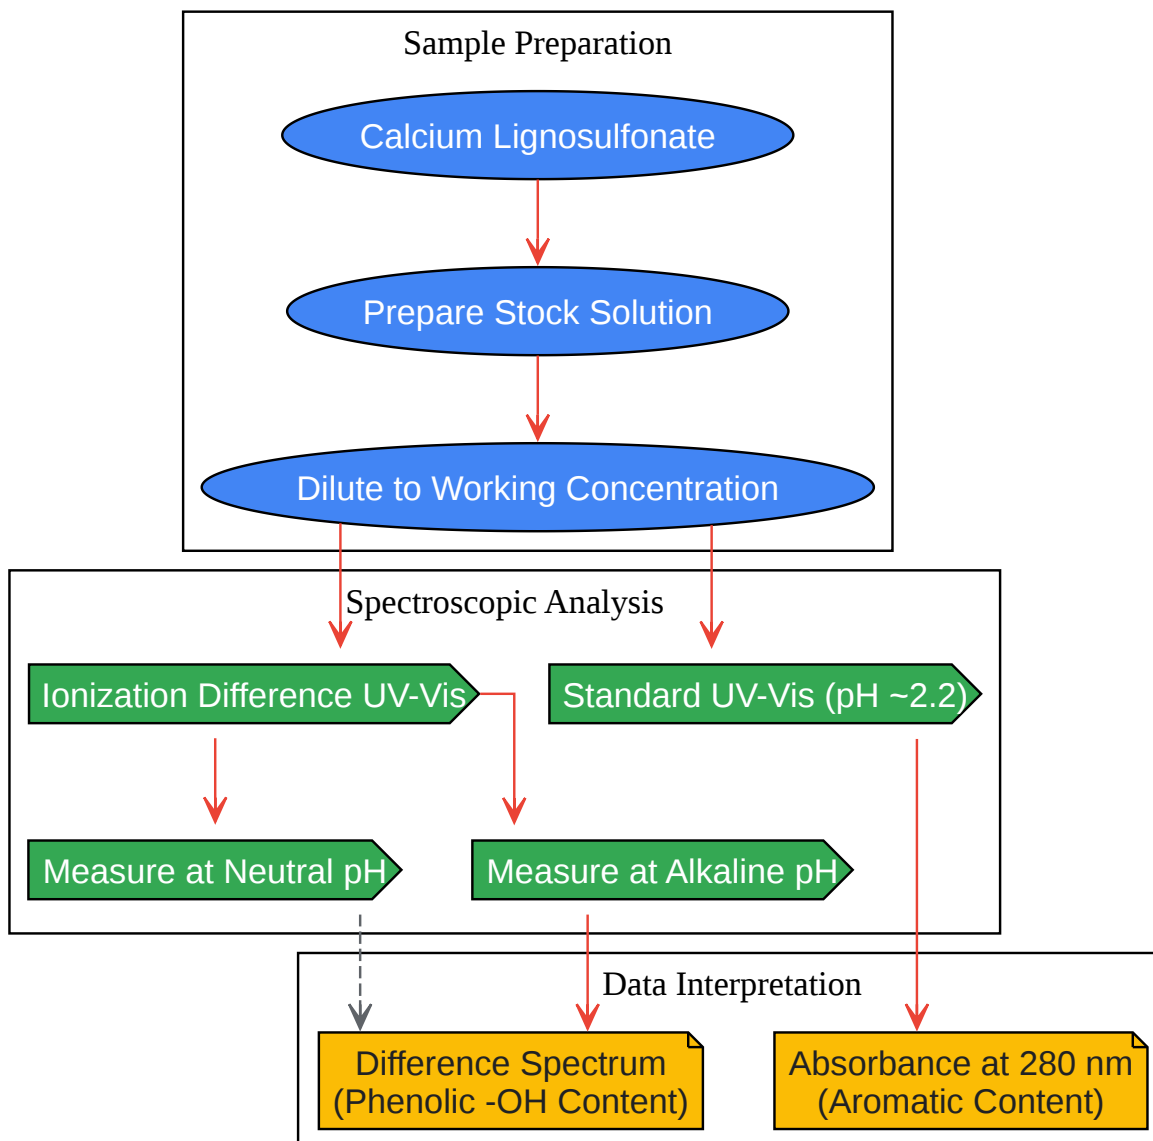 Sample Preparation
Calcium Lignosulfonate
Prepare Stock Solution
Dilute to Working Concentration
Spectroscopic Analysis
Ionization Difference UV-Vis
Standard UV-Vis (pH ~2.2)
Measure at Neutral pH
Measure at Alkaline pH
Data Interpretation
Difference Spectrum
(Phenolic -OH Content)
Absorbance at 280 nm
(Aromatic Content)